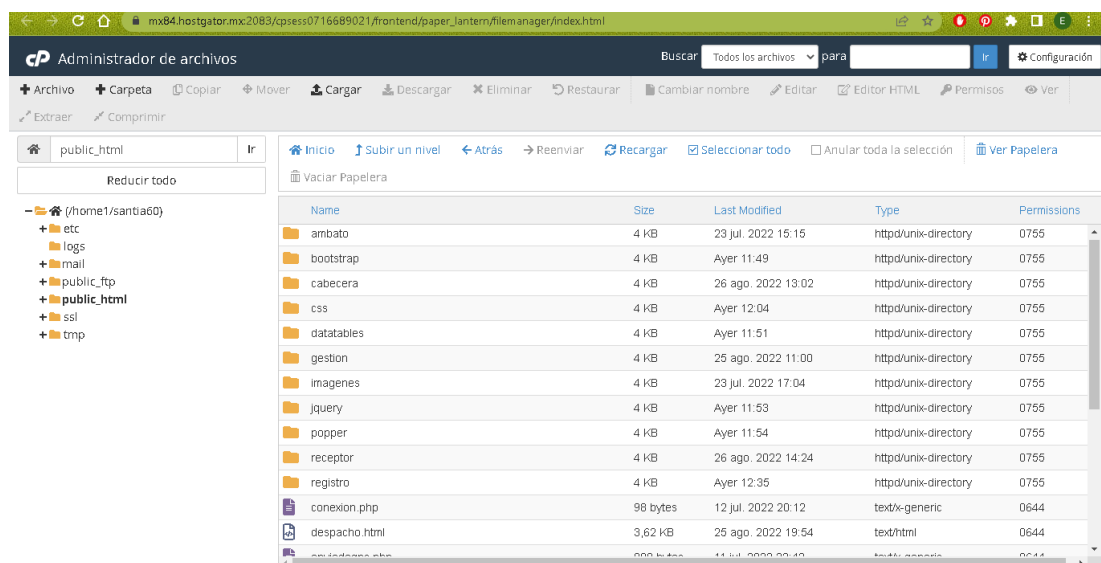 mx84.hostgator.mx:2083/cpsess0716689021/frontend/paper_lantern/filemanager/index.html
E
cP Administrador de archivos
Buscar Todos los archivos para Ir Configuración
Archivo Carpeta Copiar Mover Cargar Descargar Eliminar Restaurar Cambiar nombre Editar Editor HTML Permisos Ver
Extraer Comprimir
public_html Ir
Reducir todo
(/home1/santia60)
etc
logs
mail
public_ftp
public_html
ssl
tmp
Inicio Subir un nivel Atrás Reenviar Recargar Seleccionar todo Anular toda la selección Ver Papelera
Vaciar Papelera
Name Size Last Modified Type Permissions
ambato 4 KB 23 jul. 2022 15:15 httpd/unix-directory 0755
bootstrap 4 KB Ayer 11:49 httpd/unix-directory 0755
cabecera 4 KB 26 ago. 2022 13:02 httpd/unix-directory 0755
css 4 KB Ayer 12:04 httpd/unix-directory 0755
datatables 4 KB Ayer 11:51 httpd/unix-directory 0755
gestion 4 KB 25 ago. 2022 11:00 httpd/unix-directory 0755
imagenes 4 KB 23 jul. 2022 17:04 httpd/unix-directory 0755
jquery 4 KB Ayer 11:53 httpd/unix-directory 0755
popper 4 KB Ayer 11:54 httpd/unix-directory 0755
receptor 4 KB 26 ago. 2022 14:24 httpd/unix-directory 0755
registro 4 KB Ayer 12:35 httpd/unix-directory 0755
conexion.php 98 bytes 12 jul. 2022 20:12 text/x-generic 0644
despacho.html 3,62 KB 25 ago. 2022 19:54 text/html 0644